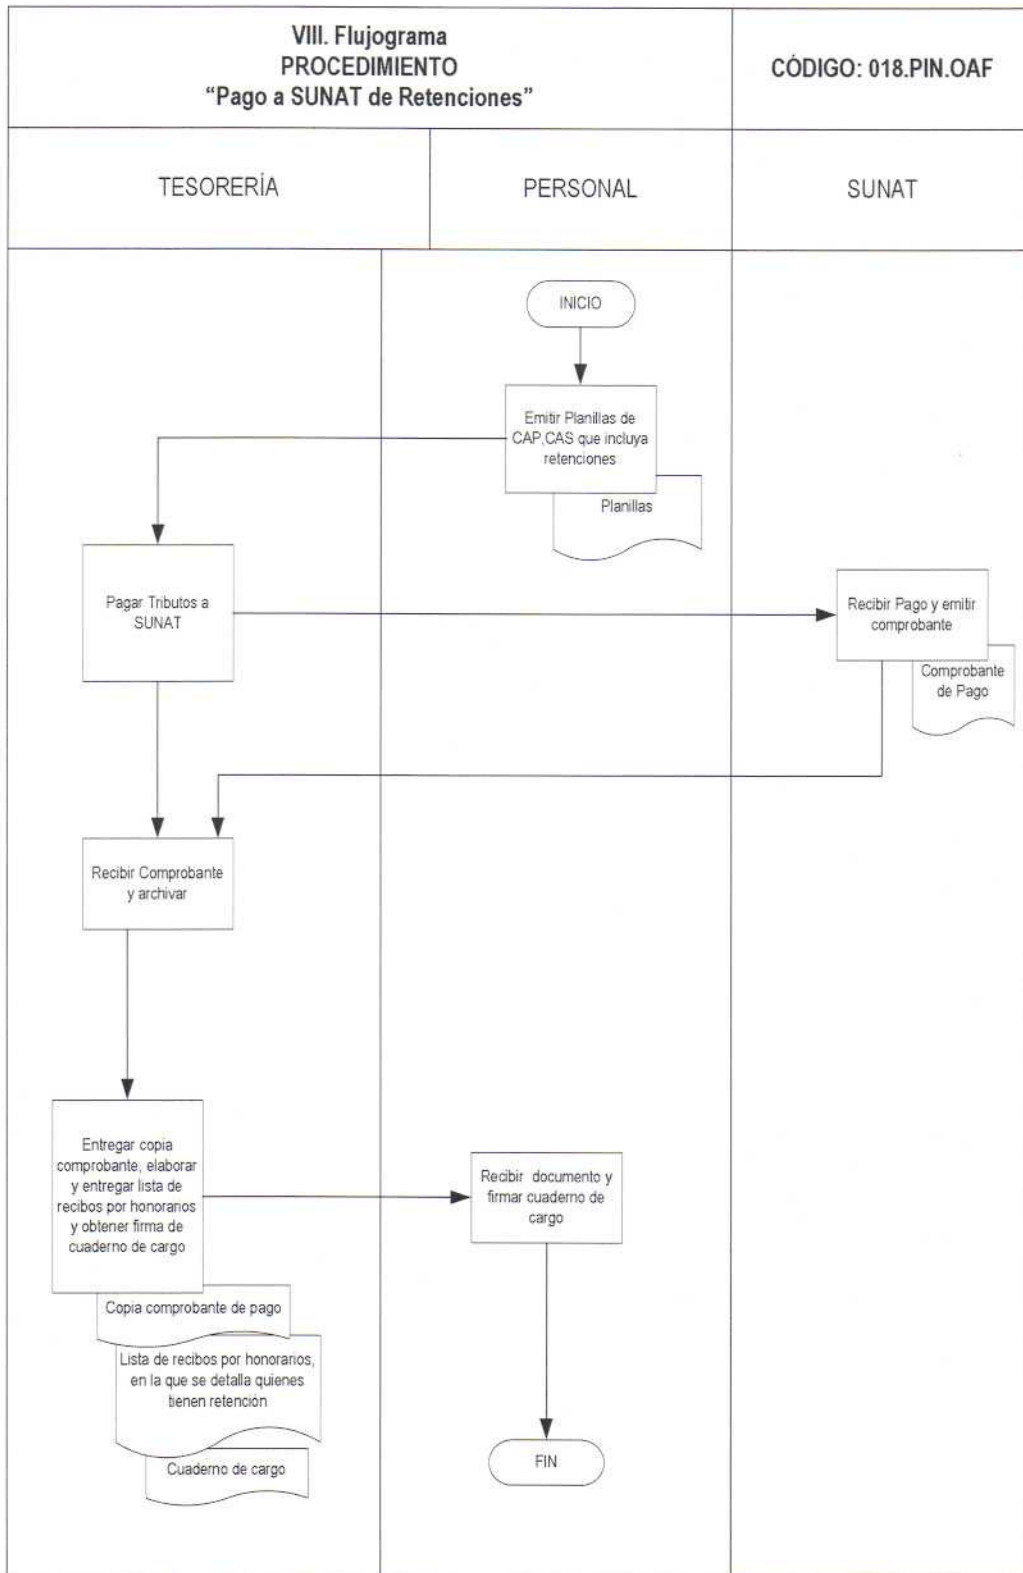 VIII. Flujograma
PROCEDIMIENTO
“Pago a SUNAT de Retenciones”
CÓDIGO: 018.PIN.OAF
TESORERÍA
PERSONAL
SUNAT
INICIO
Emitir Planillas de
CAP,CAS que incluya
retenciones
Planillas
Pagar Tributos a
SUNAT
Recibir Pago y emitir
comprobante
Comprobante
de Pago
Recibir Comprobante
y archivar
Entregar copia
comprobante, elaborar
y entregar lista de
recibos por honorarios
y obtener firma de
cuaderno de cargo
Recibir documento y
firmar cuaderno de
cargo
Copia comprobante de pago
Lista de recibos por honorarios,
en la que se detalla quienes
tienen retención
Cuaderno de cargo
FIN